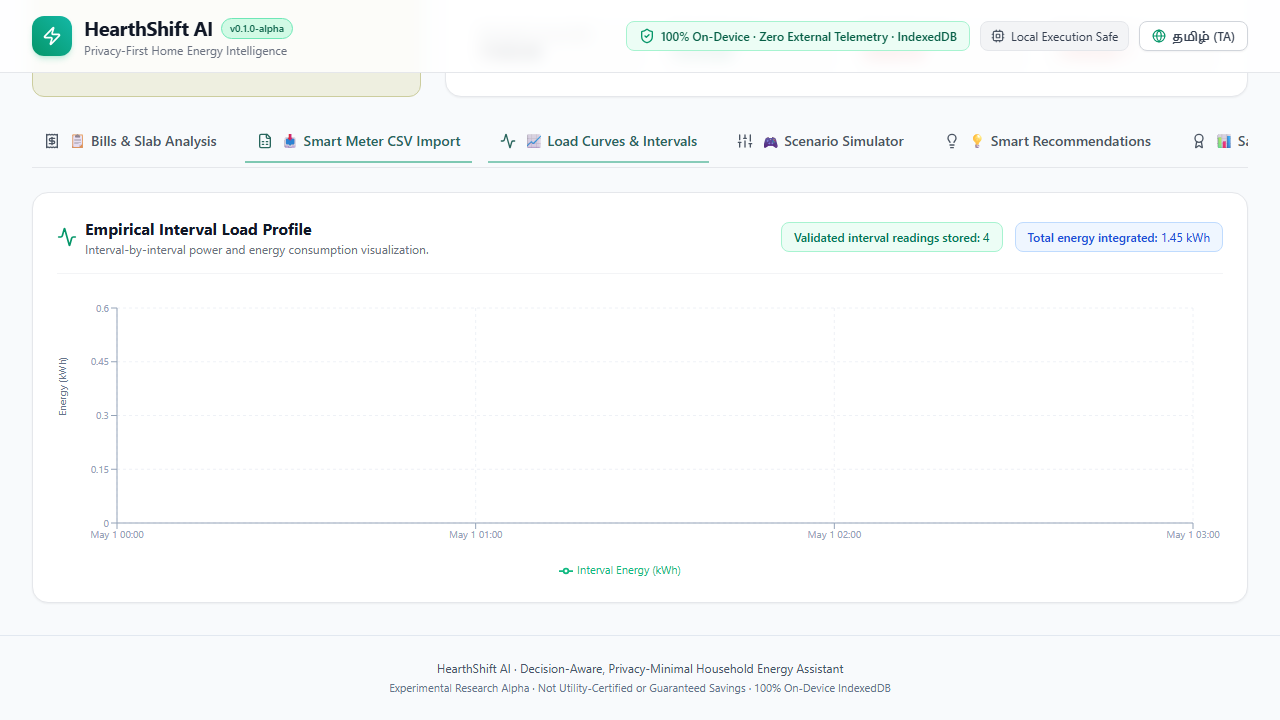 HearthShift AI v0.1.0-alpha
Privacy-First Home Energy Intelligence
100% On-Device · Zero External Telemetry · IndexedDB
Local Execution Safe
தமிழ் (TA)
Bills & Slab Analysis
Smart Meter CSV Import
Load Curves & Intervals
Scenario Simulator
Smart Recommendations
Empirical Interval Load Profile
Interval-by-interval power and energy consumption visualization.
Validated interval readings stored: 4
Total energy integrated: 1.45 kWh
Energy (kWh)
0.6
0.45
0.3
0.15
0
May 1 00:00
May 1 01:00
May 1 02:00
May 1 03:00
Interval Energy (kWh)
HearthShift AI · Decision-Aware, Privacy-Minimal Household Energy Assistant
Experimental Research Alpha · Not Utility-Certified or Guaranteed Savings · 100% On-Device IndexedDB